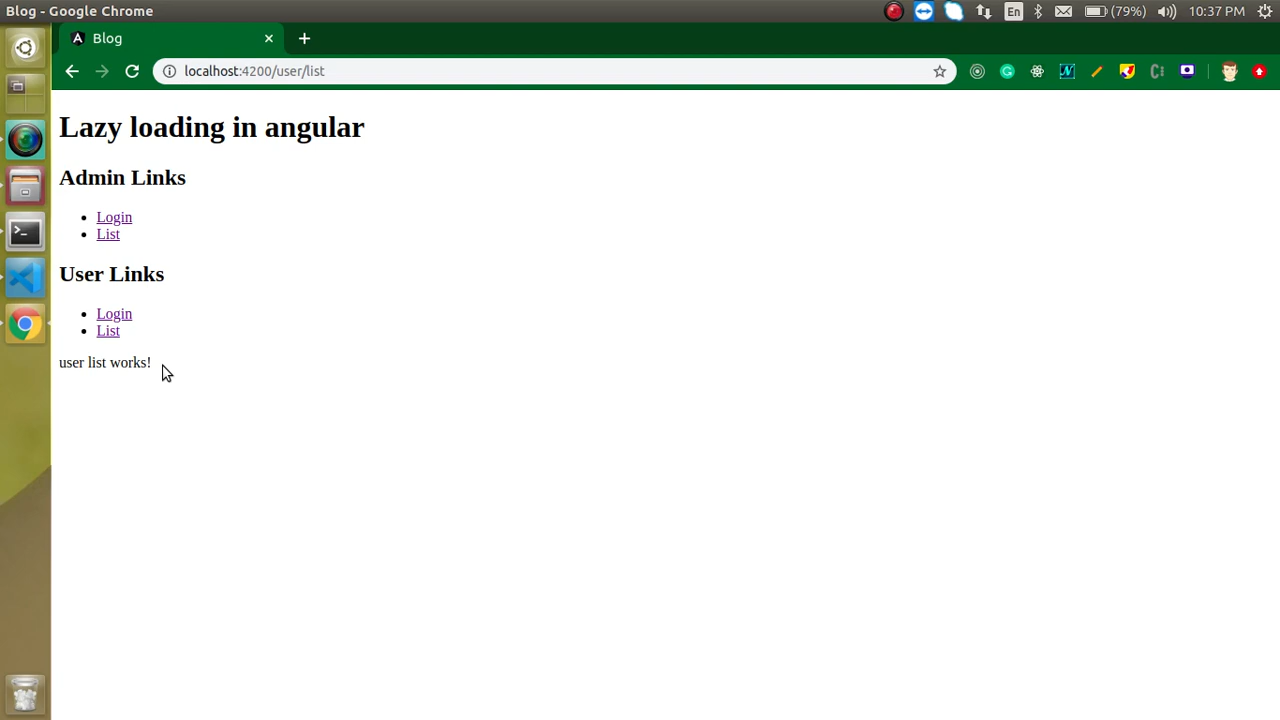 Blog - Google Chrome
En
(79%)
10:37 PM
Blog
localhost:4200/user/list
Lazy loading in angular
Admin Links
Login
List
User Links
Login
List
user list works!